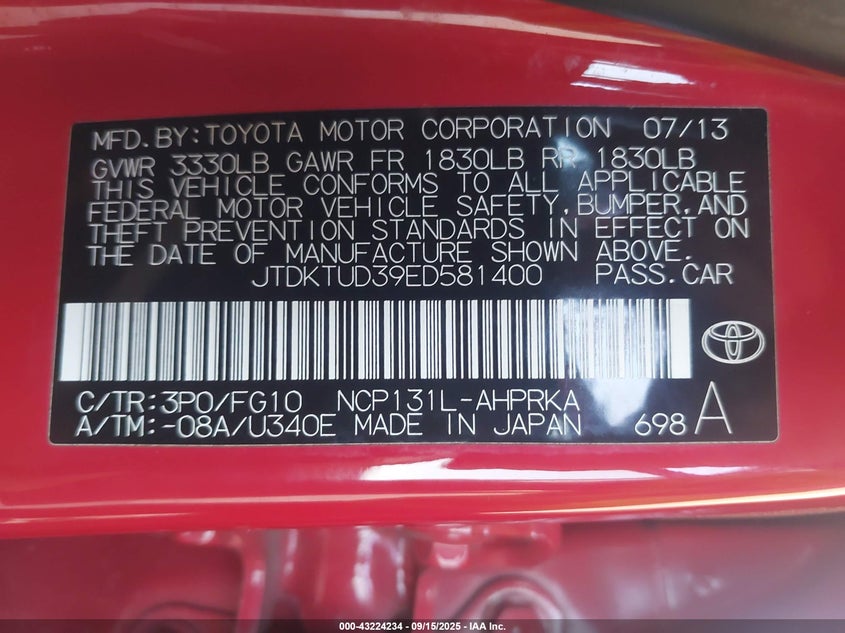 MFD.BY:TOYOTA MOTOR CORPORATION 07/13
GVWR 3330LB GAWR FR 1830LB RR 1830LB
THIS VEHICLE CONFORMS TO ALL APPLICABLE
FEDERAL MOTOR VEHICLE SAFETY,BUMPER,AND
THEFT PREVENTION STANDARDS IN EFFECT ON
THE DATE OF MANUFACTURE SHOWN ABOVE.
JTDKTUD39ED581400 PASS.CAR
C/TR:3P0/FG10 NCP131L-AHPRKA
A/TM:-08A/U340E MADE IN JAPAN 698 A
000-43224234 - 09/15/2025 - IAA Inc.